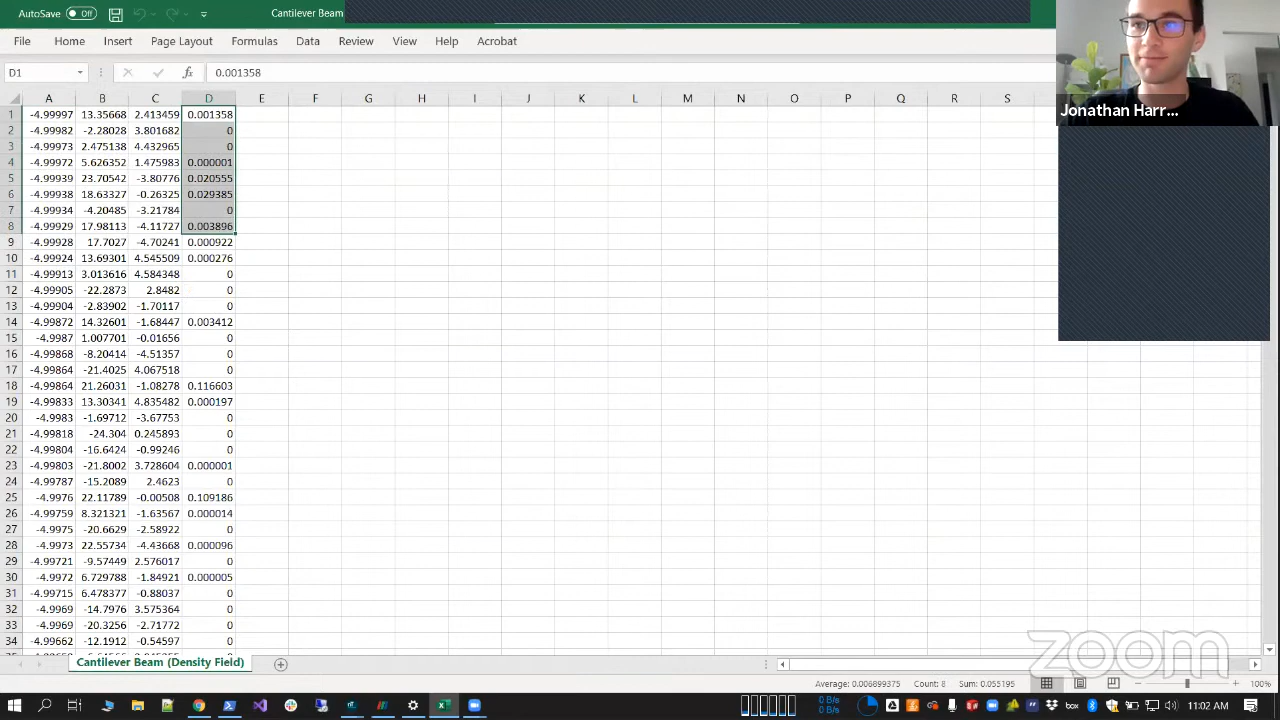 AutoSave Off Cantilever Beam
File Home Insert Page Layout Formulas Data Review View Help Acrobat
D1 fx 0.001358
A B C D E F G H I J K L M N O P Q R S
1 -4.99997 13.35668 2.413459 0.001358
2 -4.99982 -2.28028 3.801682 0
3 -4.99973 2.475138 4.432965 0
4 -4.99972 5.626352 1.475983 0.000001
5 -4.99939 23.70542 -3.80776 0.020555
6 -4.99938 18.63327 -0.26325 0.029385
7 -4.99934 -4.20485 -3.21784 0
8 -4.99929 17.98113 -4.11727 0.003896
9 -4.99928 17.7027 -4.70241 0.000922
10 -4.99924 13.69301 4.545509 0.000276
11 -4.99913 3.013616 4.584348 0
12 -4.99905 -22.2873 2.8482 0
13 -4.99904 -2.83902 -1.70117 0
14 -4.99872 14.32601 -1.68447 0.003412
15 -4.9987 1.007701 -0.01656 0
16 -4.99868 -8.20414 -4.51357 0
17 -4.99864 -21.4025 4.067518 0
18 -4.99864 21.26031 -1.08278 0.116603
19 -4.99833 13.30341 4.835482 0.000197
20 -4.9983 -1.69712 -3.67753 0
21 -4.99818 -24.304 0.245893 0
22 -4.99804 -16.6424 -0.99246 0
23 -4.99803 -21.8002 3.728604 0.000001
24 -4.99787 -15.2089 2.4623 0
25 -4.9976 22.11789 -0.00508 0.109186
26 -4.99759 8.321321 -1.63567 0.000014
27 -4.9975 -20.6629 -2.58922 0
28 -4.9973 22.55734 -4.43668 0.000096
29 -4.99721 -9.57449 2.576017 0
30 -4.9972 6.729788 -1.84921 0.000005
31 -4.99715 6.478377 -0.88037 0
32 -4.9969 -14.7976 3.575364 0
33 -4.9969 -20.3256 -2.71772 0
34 -4.99662 -12.1912 -0.54597 0
Cantilever Beam (Density Field)
Average: 0.006899375 Count: 8 Sum: 0.055195 100%
0 B/s
0 B/s
box 11:02 AM
Jonathan Harr...
zoom